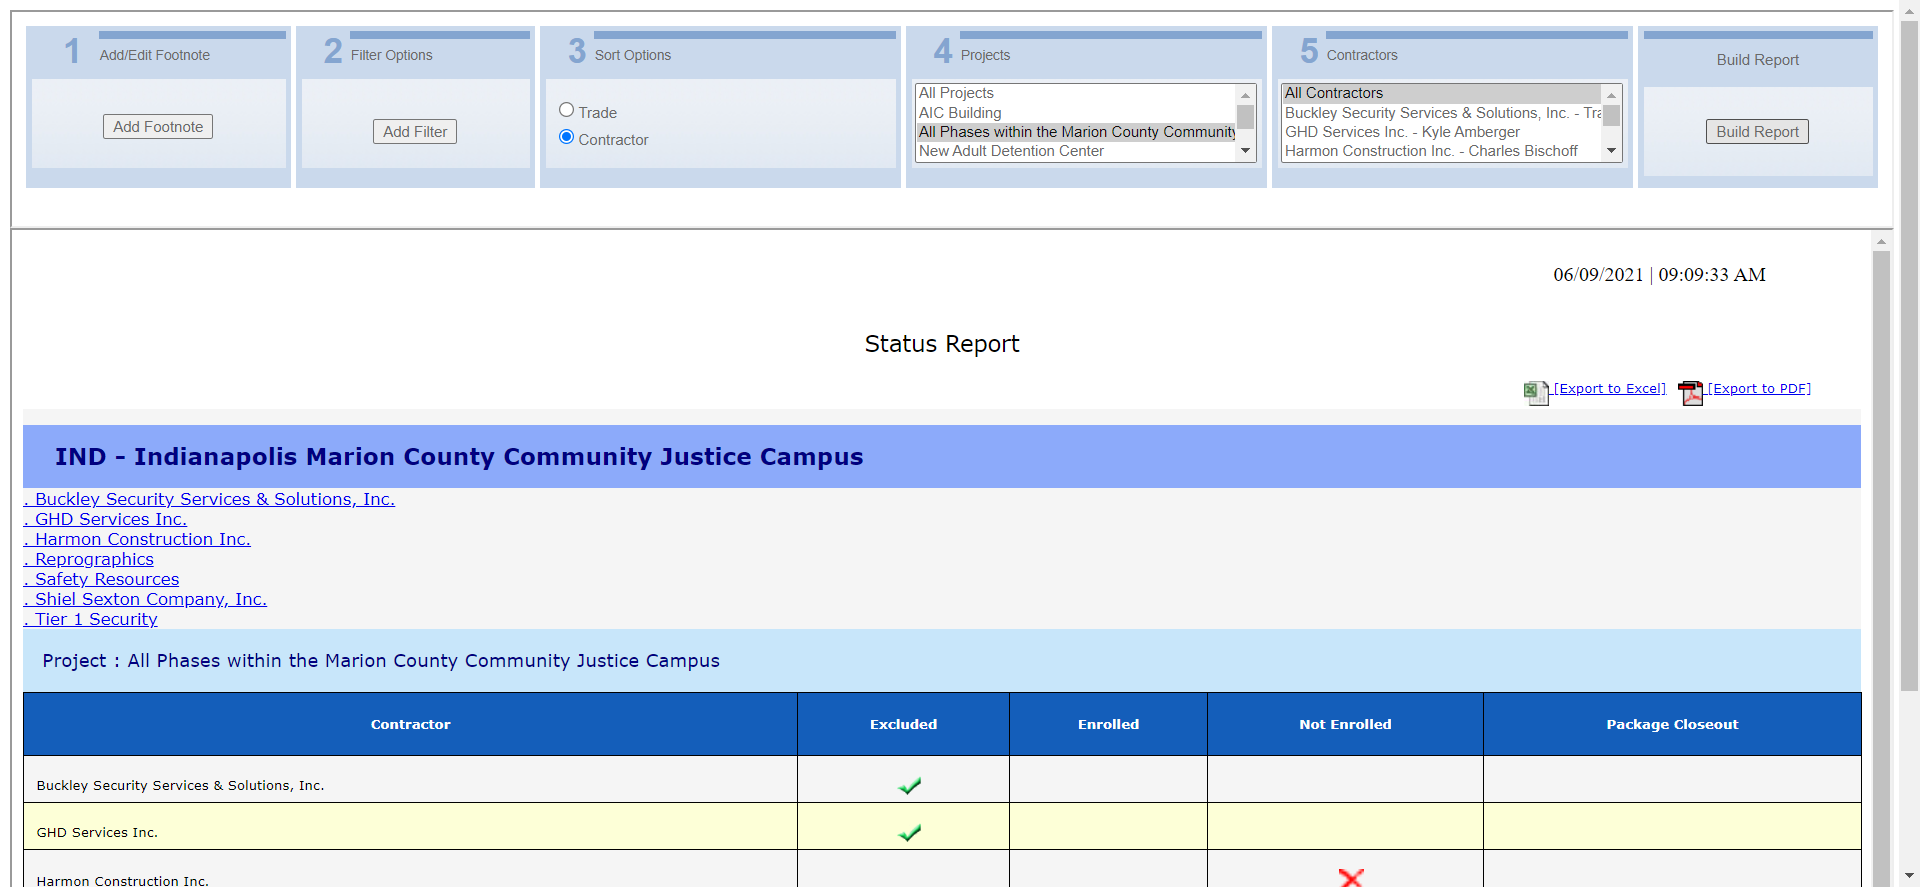 1 Add/Edit Footnote
Add Footnote
2 Filter Options
Add Filter
3 Sort Options
Trade
Contractor
4 Projects
All Projects
AIC Building
All Phases within the Marion County Community
New Adult Detention Center
5 Contractors
All Contractors
Buckley Security Services & Solutions, Inc. - Tra
GHD Services Inc. - Kyle Amberger
Harmon Construction Inc. - Charles Bischoff
Build Report
Build Report
06/09/2021 | 09:09:33 AM
Status Report
[Export to Excel] [Export to PDF]
IND - Indianapolis Marion County Community Justice Campus
. Buckley Security Services & Solutions, Inc.
. GHD Services Inc.
. Harmon Construction Inc.
. Reprographics
. Safety Resources
. Shiel Sexton Company, Inc.
. Tier 1 Security
Project : All Phases within the Marion County Community Justice Campus
Contractor Excluded Enrolled Not Enrolled Package Closeout
Buckley Security Services & Solutions, Inc.
GHD Services Inc.
Harmon Construction Inc.